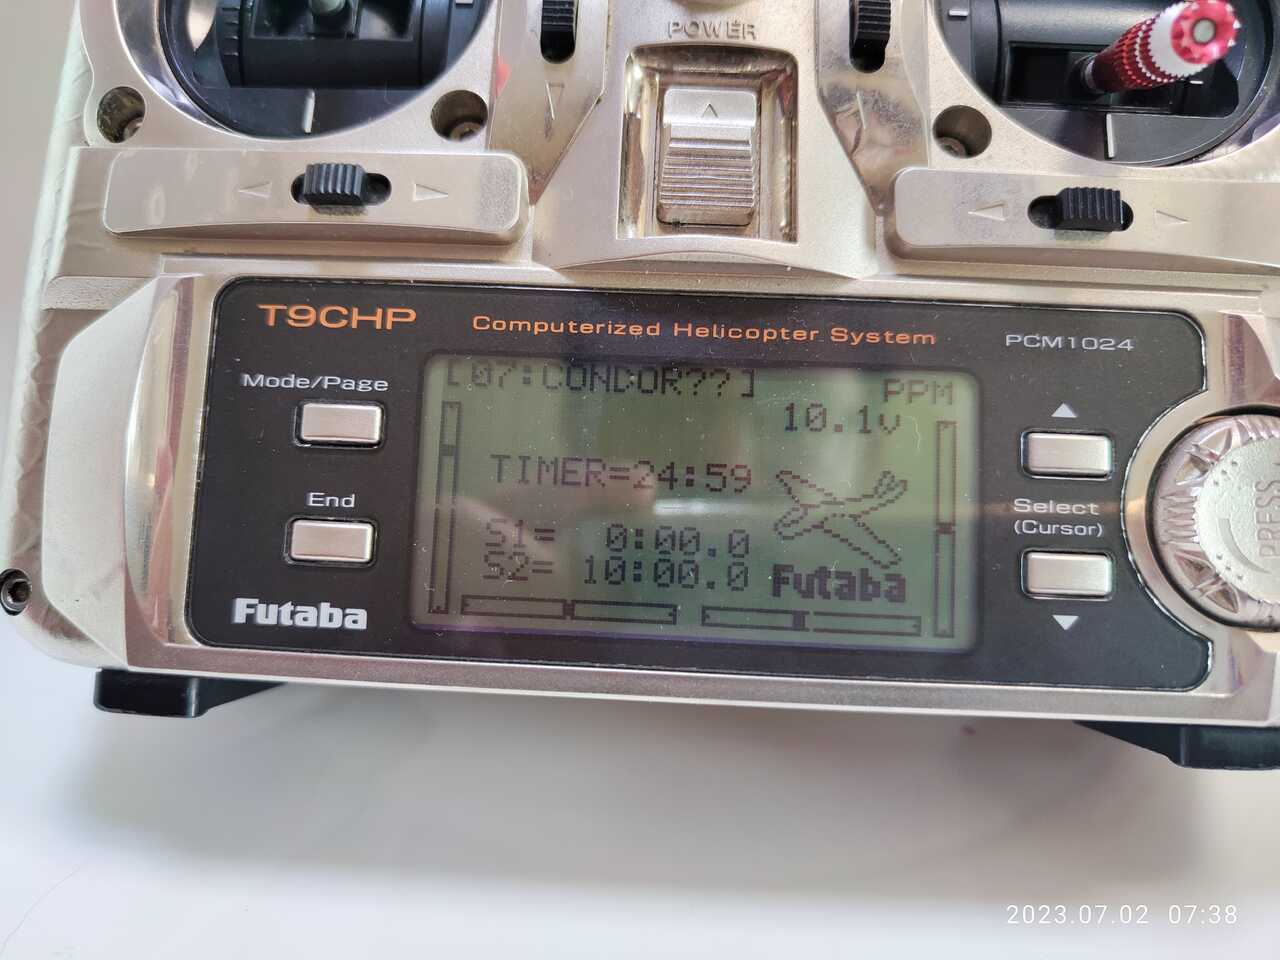 POWER
T9CHP
Computerized Helicopter System
PCM1024
Mode/Page
End
Futaba
[07:CONDOR??]
PPM
10.1v
TIMER=24:59
S1= 0:00.0
S2= 10:00.0
Futaba
Select
(Cursor)
PRESS
2023.07.02 07:38